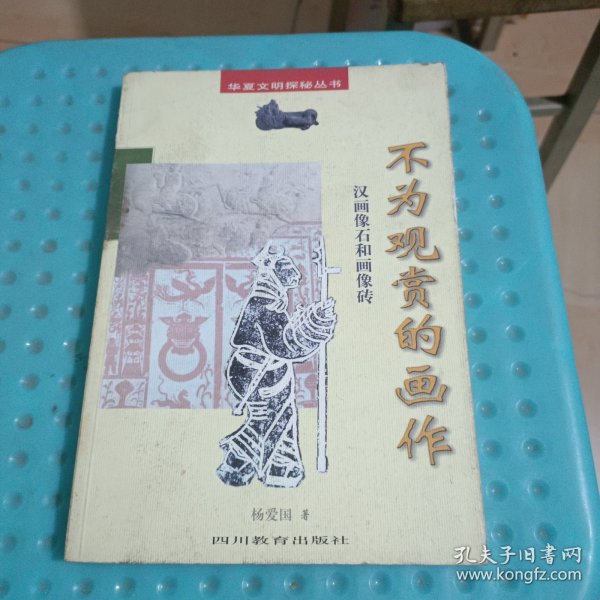 华夏文明探秘丛书
不为观赏的画作
汉画像石和画像砖
杨爱国 著
四川教育出版社
孔夫子旧书网
www.kongfz.com